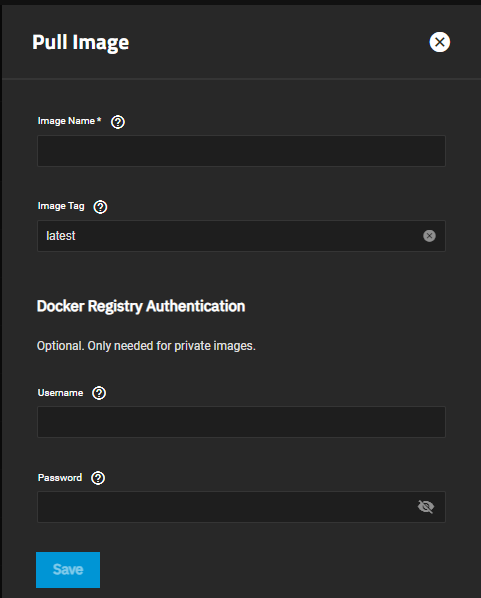 Pull Image
Image Name *
Image Tag
latest
Docker Registry Authentication
Optional. Only needed for private images.
Username
Password
Save